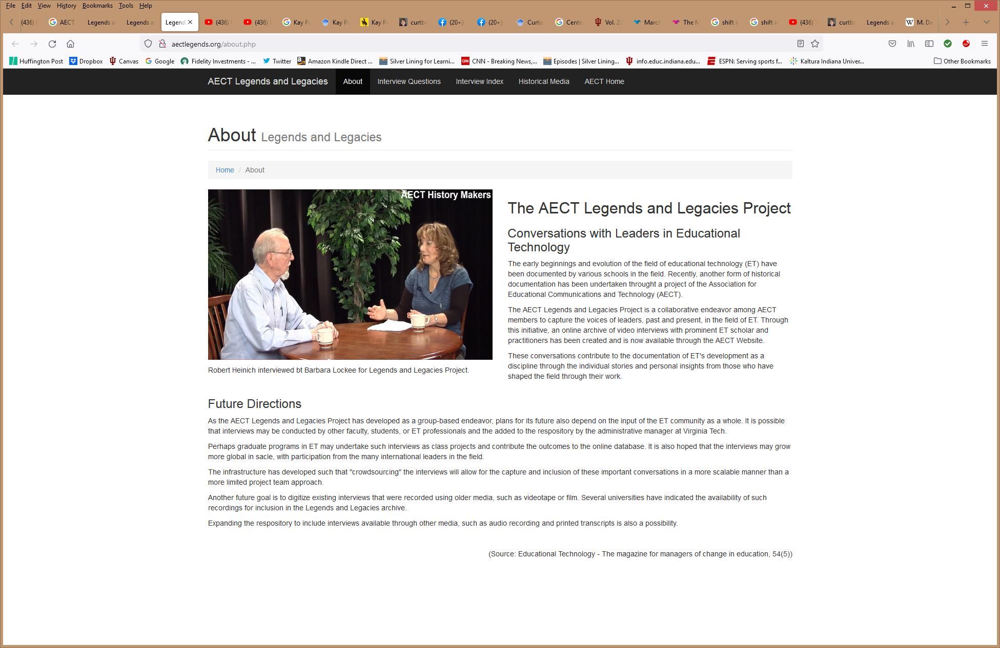 File Edit View History Bookmarks Tools Help
(436)
AECT
Legends a
Legends a
Legend
(436)
(436)
Kay P
Kay P
Kay P
curtb
(20+)
(20+)
Curtis
Cente
Vol. 22
March
The M
shift i
shift i
(436)
curtb
Legends a
M. Da
aectlegends.org/about.php
Huffington Post Dropbox Canvas Google Fidelity Investments - ... Twitter Amazon Kindle Direct ... Silver Lining for Learni... CNN - Breaking News,... Episodes | Silver Lining... info.educ.indiana.edu... ESPN: Serving sports f... Kaltura Indiana Univer... Other Bookmarks
AECT Legends and Legacies About Interview Questions Interview Index Historical Media AECT Home
About Legends and Legacies
Home / About
AECT History Makers
Robert Heinich interviewed bt Barbara Lockee for Legends and Legacies Project.
The AECT Legends and Legacies Project
Conversations with Leaders in Educational
Technology
The early beginnings and evolution of the field of educational technology (ET) have
been documented by various schools in the field. Recently, another form of historical
documentation has been undertaken throught a project of the Association for
Educational Communications and Technology (AECT).
The AECT Legends and Legacies Project is a collaborative endeavor among AECT
members to capture the voices of leaders, past and present, in the field of ET. Through
this initiative, an online archive of video interviews with prominent ET scholar and
practitioners has been created and is now available through the AECT Website.
These conversations contribute to the documentation of ET's development as a
discipline through the individual stories and personal insights from those who have
shaped the field through their work.
Future Directions
As the AECT Legends and Legacies Project has developed as a group-based endeavor, plans for its future also depend on the input of the ET community as a whole. It is possible
that interviews may be conducted by other faculty, students, or ET professionals and the added to the respository by the administrative manager at Virginia Tech.
Perhaps graduate programs in ET may undertake such interviews as class projects and contribute the outcomes to the online database. It is also hoped that the interviews may grow
more global in sacle, with participation from the many international leaders in the field.
The infrastructure has developed such that "crowdsourcing" the interviews will allow for the capture and inclusion of these important conversations in a more scalable manner than a
more limited project team approach.
Another future goal is to digitize existing interviews that were recorded using older media, such as videotape or film. Several universities have indicated the availability of such
recordings for inclusion in the Legends and Legacies archive.
Expanding the respository to include interviews available through other media, such as audio recording and printed transcripts is also a possibility.
(Source: Educational Technology - The magazine for managers of change in education, 54(5))